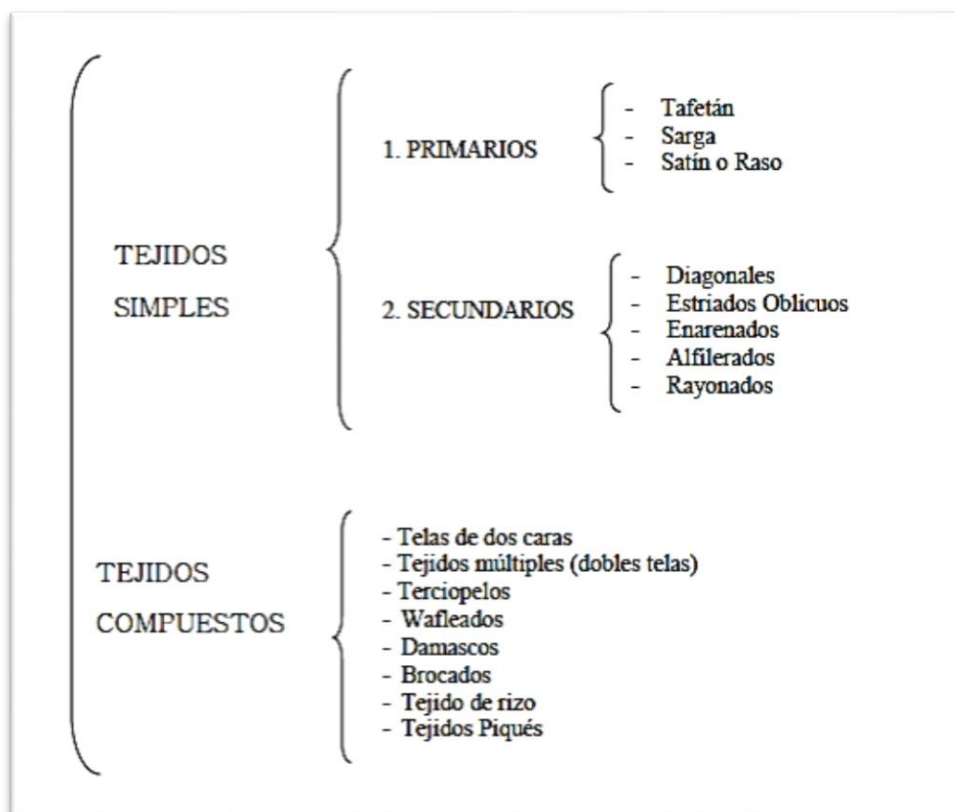 TEJIDOS
SIMPLES
1. PRIMARIOS
- Tafetán
- Sarga
- Satín o Raso
2. SECUNDARIOS
- Diagonales
- Estriados Oblicuos
- Enarenados
- Alfilerados
- Rayonados
TEJIDOS
COMPUESTOS
- Telas de dos caras
- Tejidos múltiples (dobles telas)
- Terciopelos
- Wafleados
- Damascos
- Brocados
- Tejido de rizo
- Tejidos Piqués